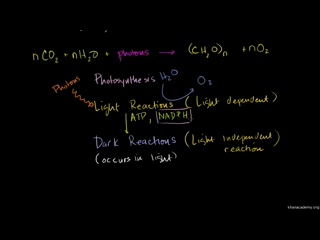 nCO₂ + nH₂O + photons → (CH₂O)n + nO₂
Photons
Photosynthesis H₂O O₂
Light Reactions (Light dependent)
ATP, NADPH
Dark Reactions (Light Independent reaction
(occurs in light)
khanacademy.org